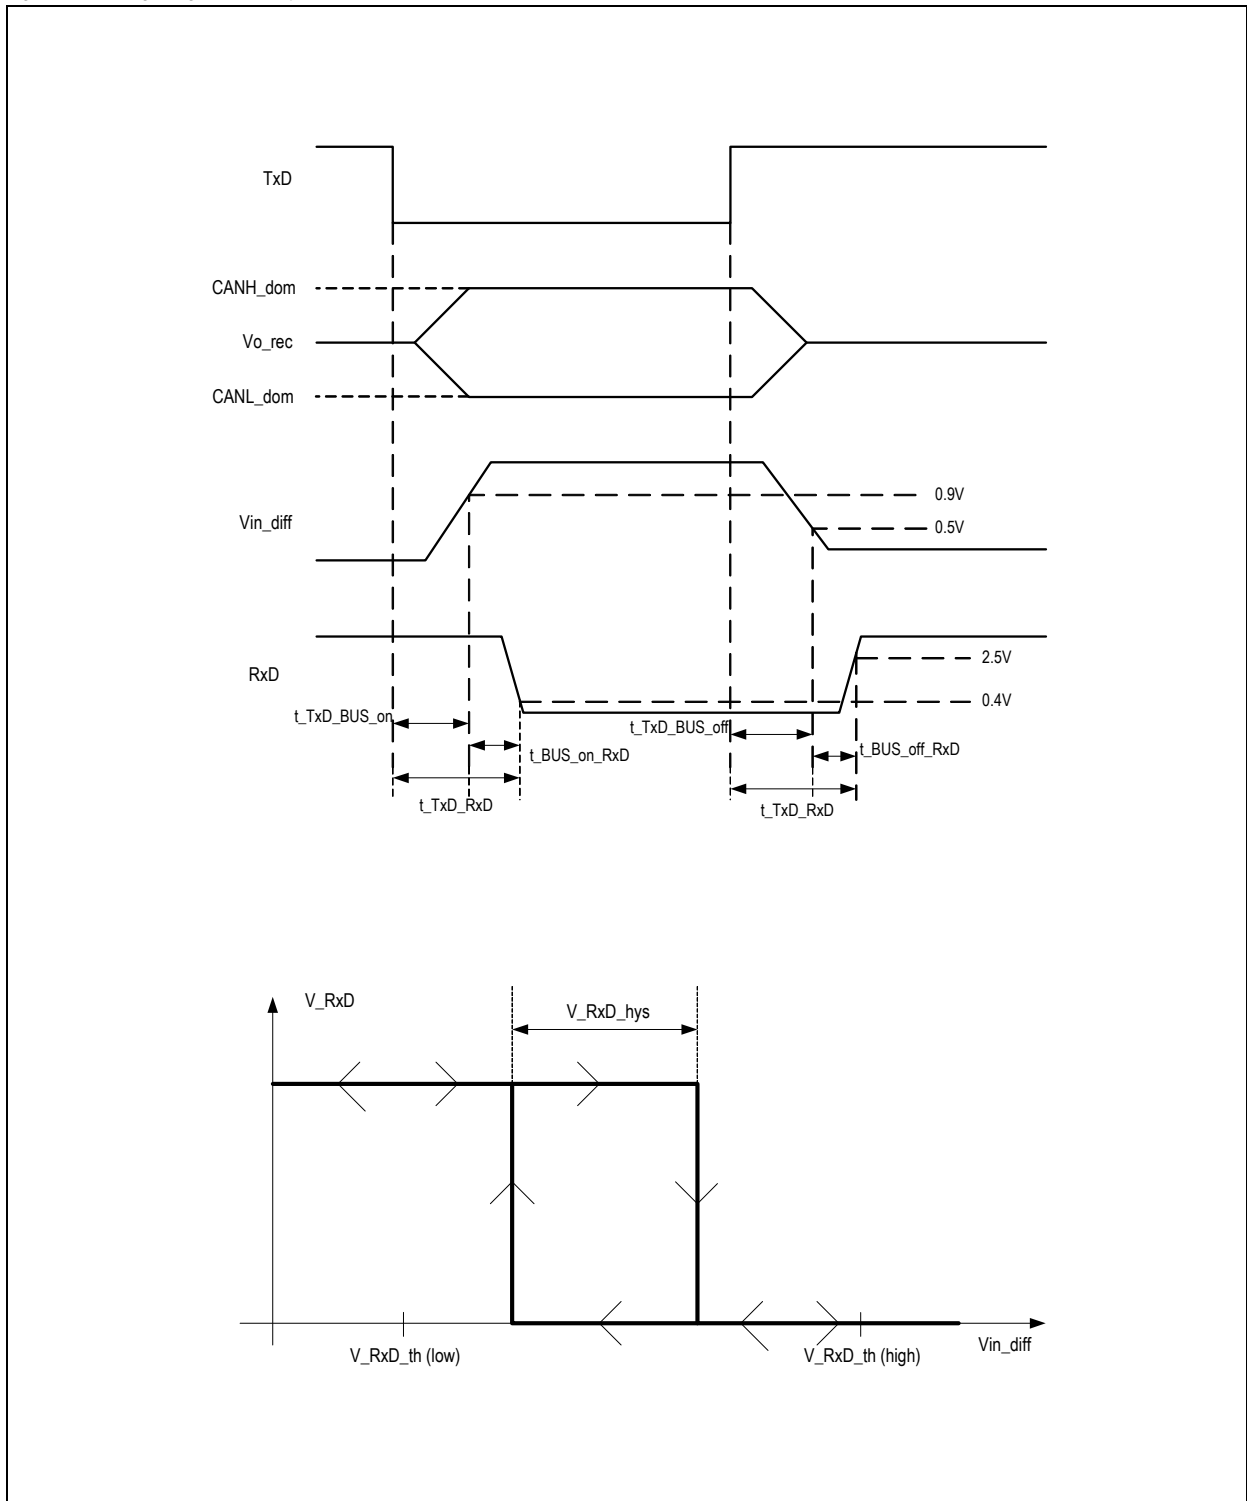 TxD
CANH_dom
Vo_rec
CANL_dom
0.9V
Vin_diff
0.5V
2.5V
RxD
0.4V
t_TxD_BUS_on
t_TxD_BUS_off
t_BUS_on_RxD
t_BUS_off_RxD
t_TxD_RxD
t_TxD_RxD
V_RxD
V_RxD_hys
V_RxD_th (low)
V_RxD_th (high)
Vin_diff